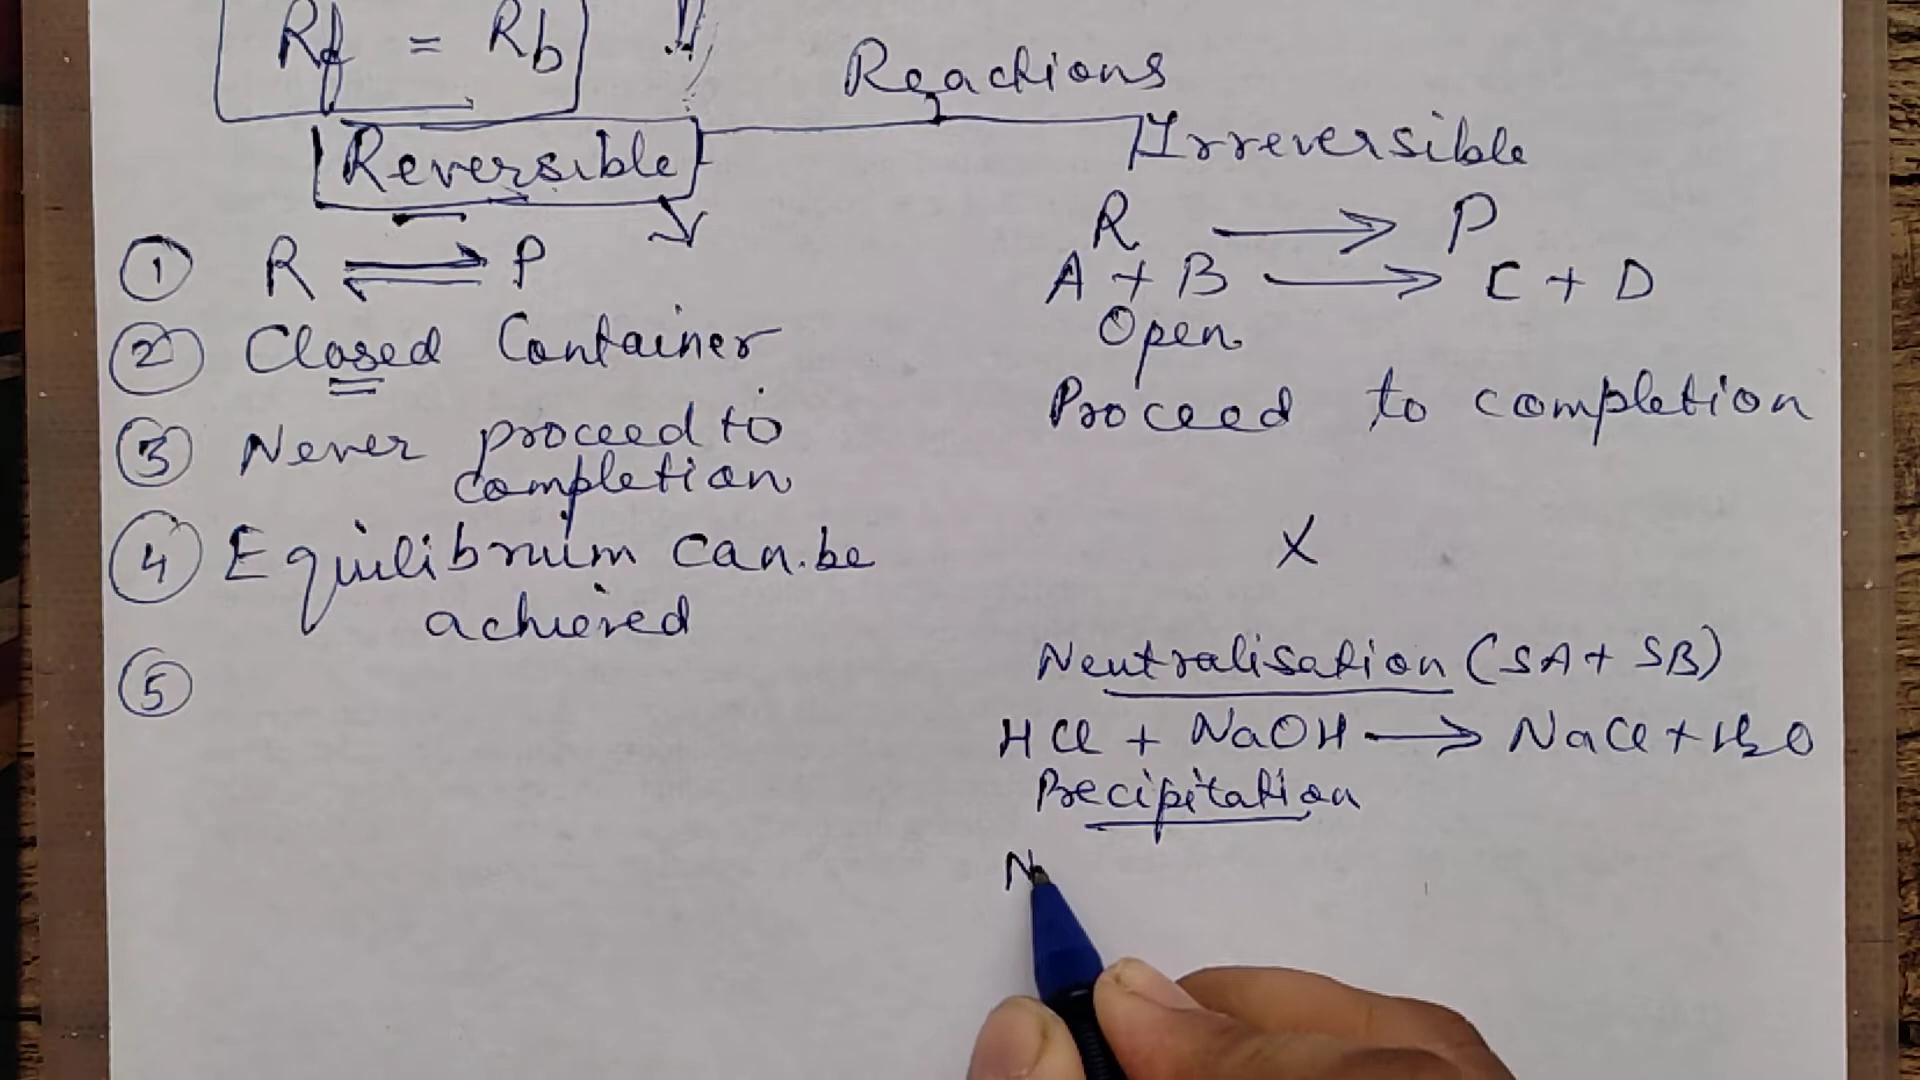 Rf = Rb
Reactions
Reversible
Irreversible
① R ⇌ P
R → P
A + B → C + D
② Closed Container
Open
③ Never proceed to
completion
Proceed to completion
④ Equilibruim can be
achieved
X
⑤
Neutralisation (SA + SB)
HCl + NaOH → NaCl + H2O
Precipitation
N